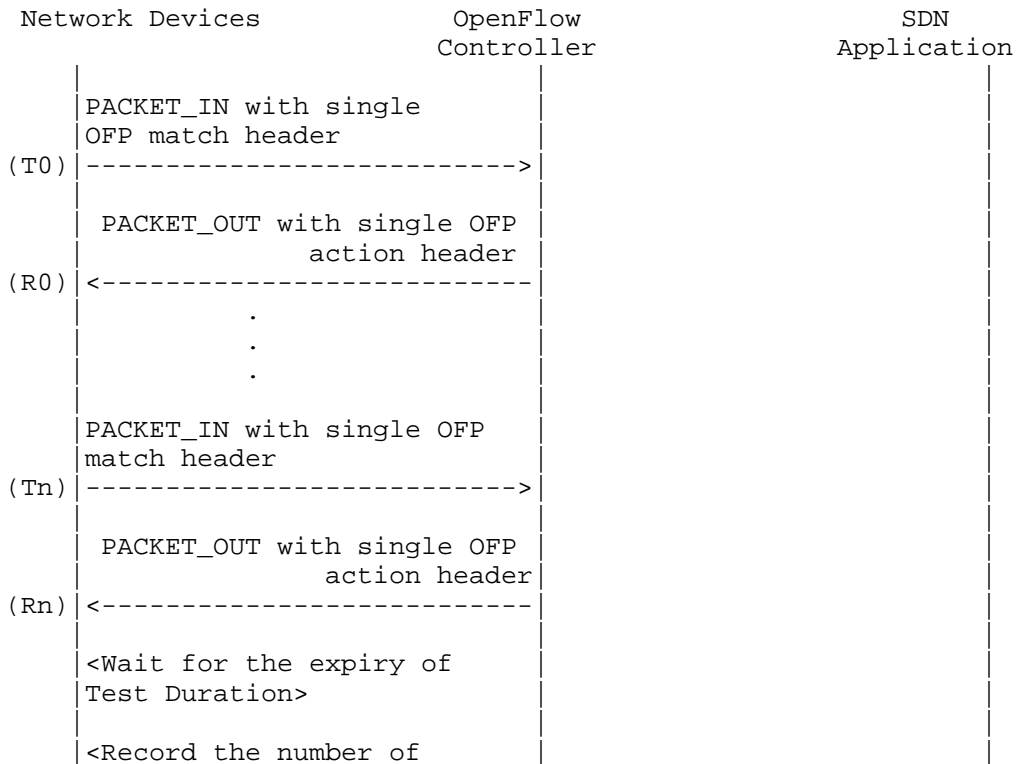 Network Devices OpenFlow SDN
Controller Application
| | |
|PACKET_IN with single | |
|OFP match header | |
(T0)|--------------------------->| |
| | |
| PACKET_OUT with single OFP | |
| action header | |
(R0)|<---------------------------| |
| . | |
| . | |
| . | |
| | |
|PACKET_IN with single OFP | |
|match header | |
(Tn)|--------------------------->| |
| | |
| PACKET_OUT with single OFP | |
| action header| |
(Rn)|<---------------------------| |
| | |
|<Wait for the expiry of | |
|Test Duration> | |
| | |
|<Record the number of | |